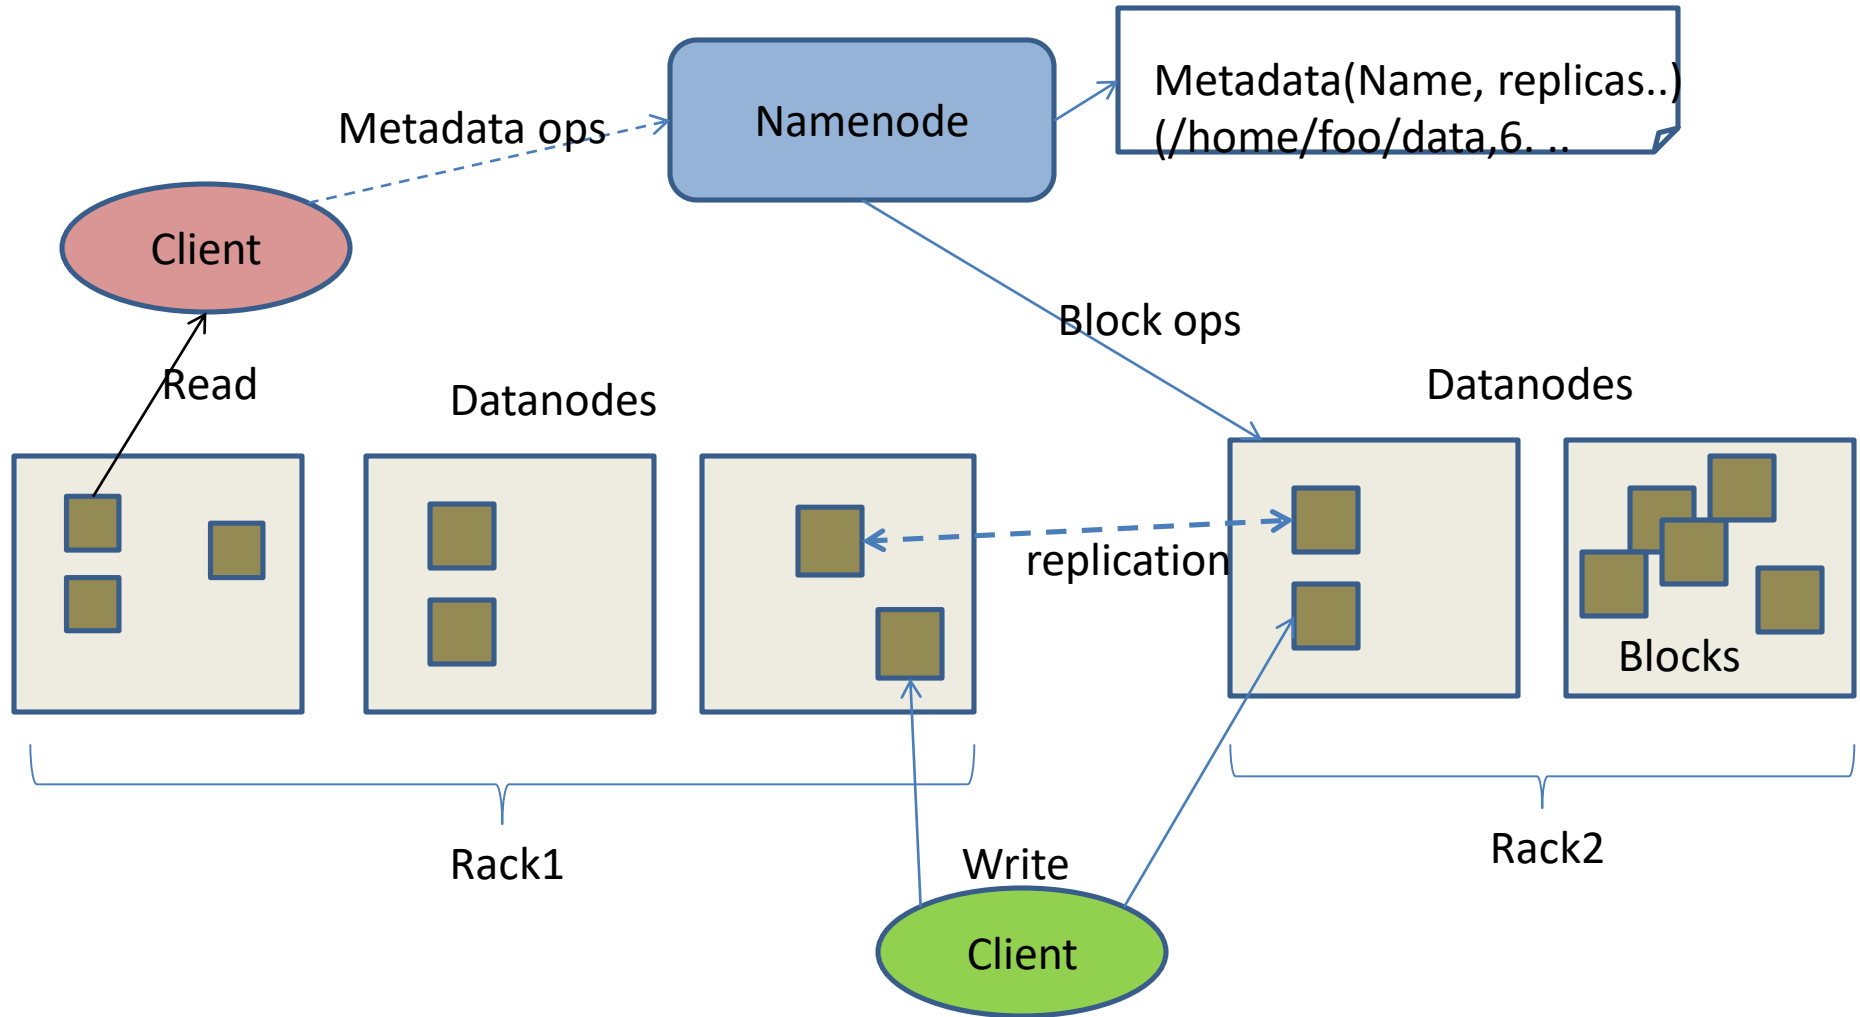 Metadata(Name, replicas..)
(/home/foo/data,6. ..
Namenode
Metadata ops
Client
Block ops
Read
Datanodes
Datanodes
replication
Blocks
Rack1
Write
Rack2
Client